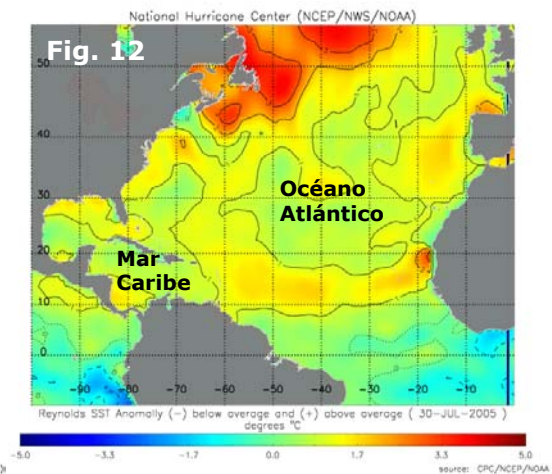 National Hurricane Center (NCEP/NWS/NOAA)
Fig. 12
50
40
30
20
10
0
Océano
Atlántico
Mar
Caribe
-90 -80 -70 -60 -50 -40 -30 -20 -10
Reynolds SST Anomaly (-) below average and (+) above average ( 30-JUL-2005 )
degrees °C
-5.0 -3.3 -1.7 0.0 1.7 3.3 5.0
source: CPC/NCEP/NOAA